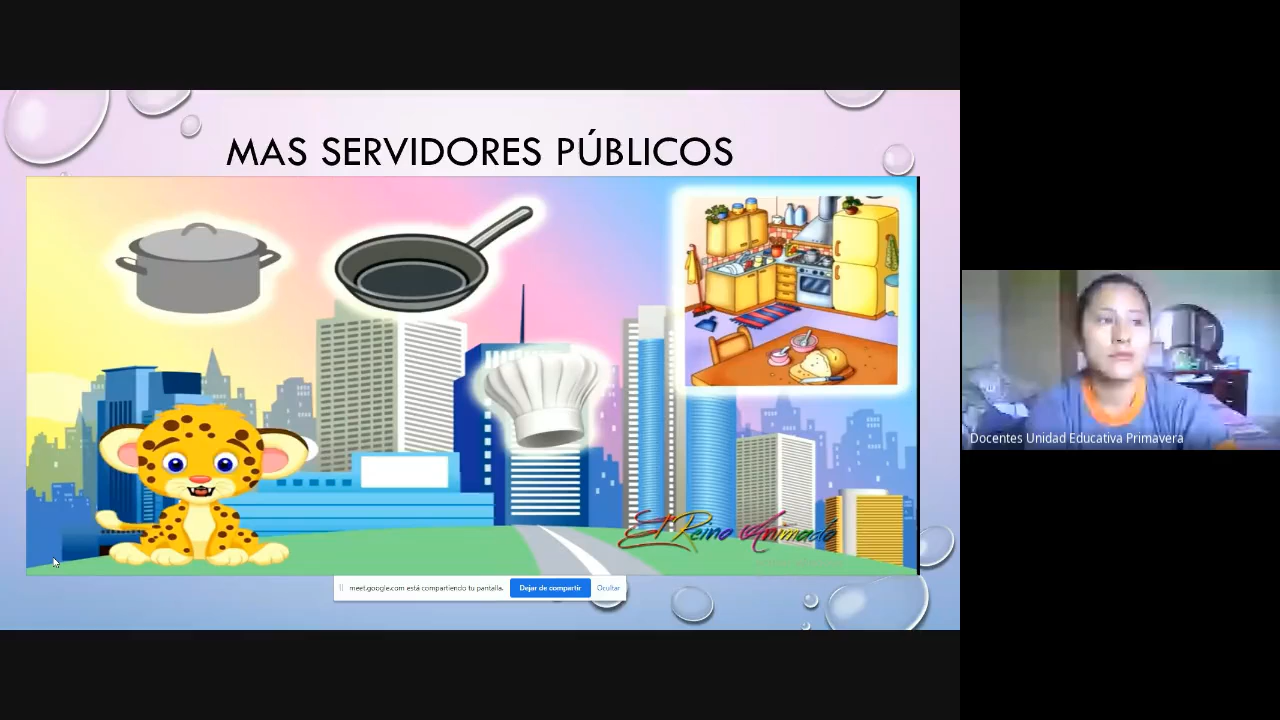 MAS SERVIDORES PÚBLICOS
El Reino Animado
meet.google.com está compartiendo tu pantalla.
Dejar de compartir
Ocultar
Docentes Unidad Educativa Primavera